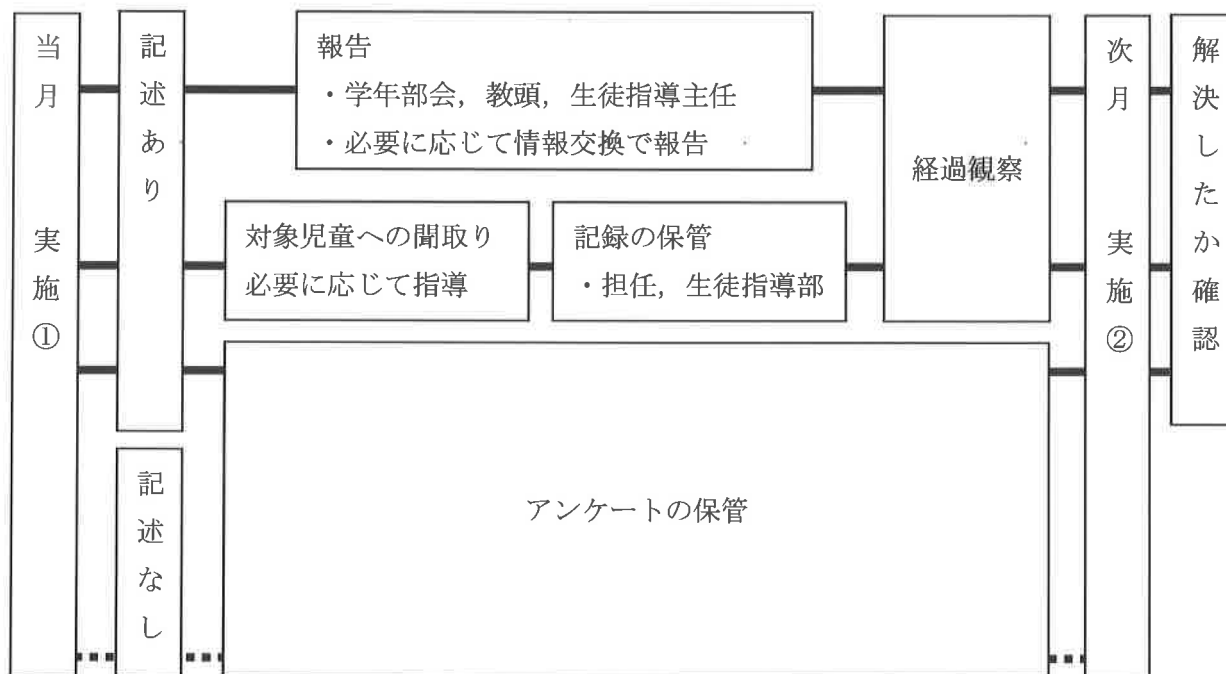 当月 実施①
記述あり
報告
・学年部会，教頭，生徒指導主任
・必要に応じて情報交換で報告
対象児童への聞取り
必要に応じて指導
記録の保管
・担任，生徒指導部
経過観察
次月 実施②
解決したか確認
記述なし
アンケートの保管